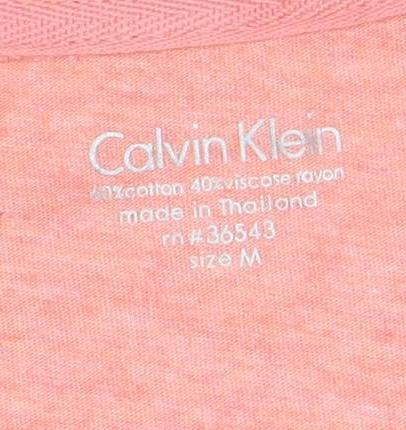 Calvin Klein
60%cotton 40%viscose rayon
made in Thailand
rn#36543
size M